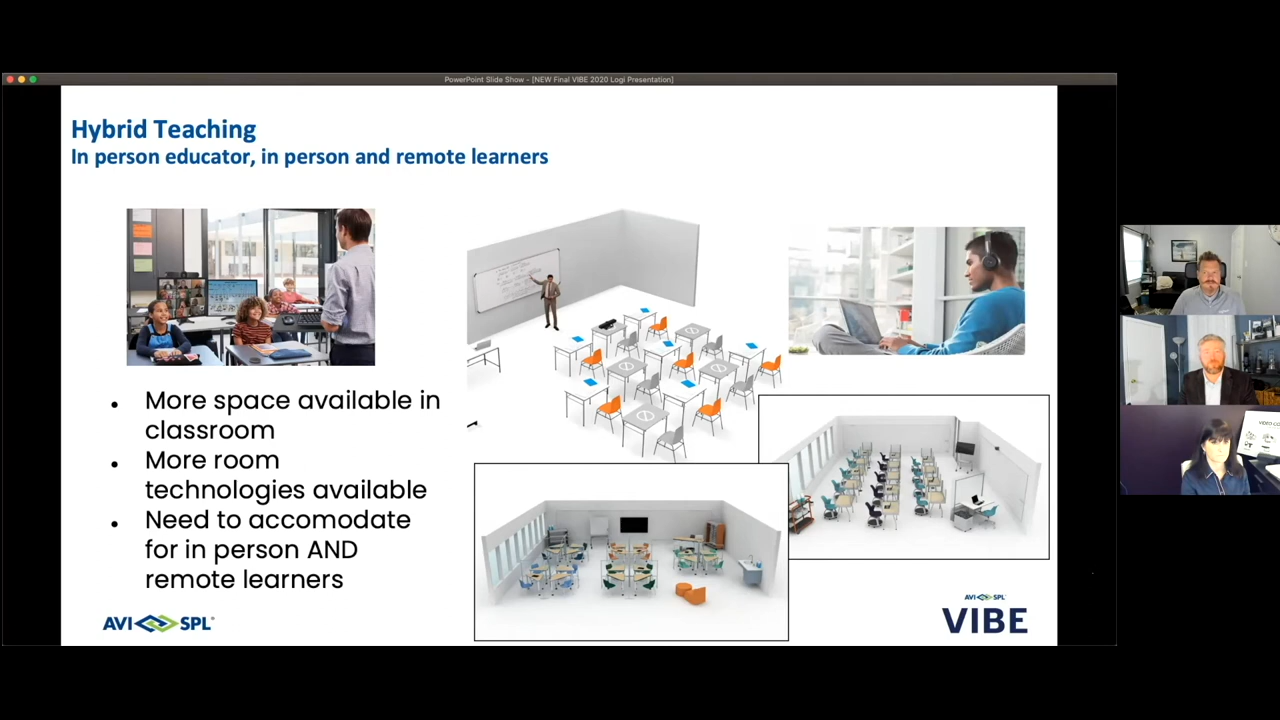 PowerPoint Slide Show - [NEW Final VIBE 2020 Logi Presentation]
Hybrid Teaching
In person educator, in person and remote learners
More space available in
classroom
More room
technologies available
Need to accomodate
for in person AND
remote learners
AVI SPL
AVI SPL
VIBE